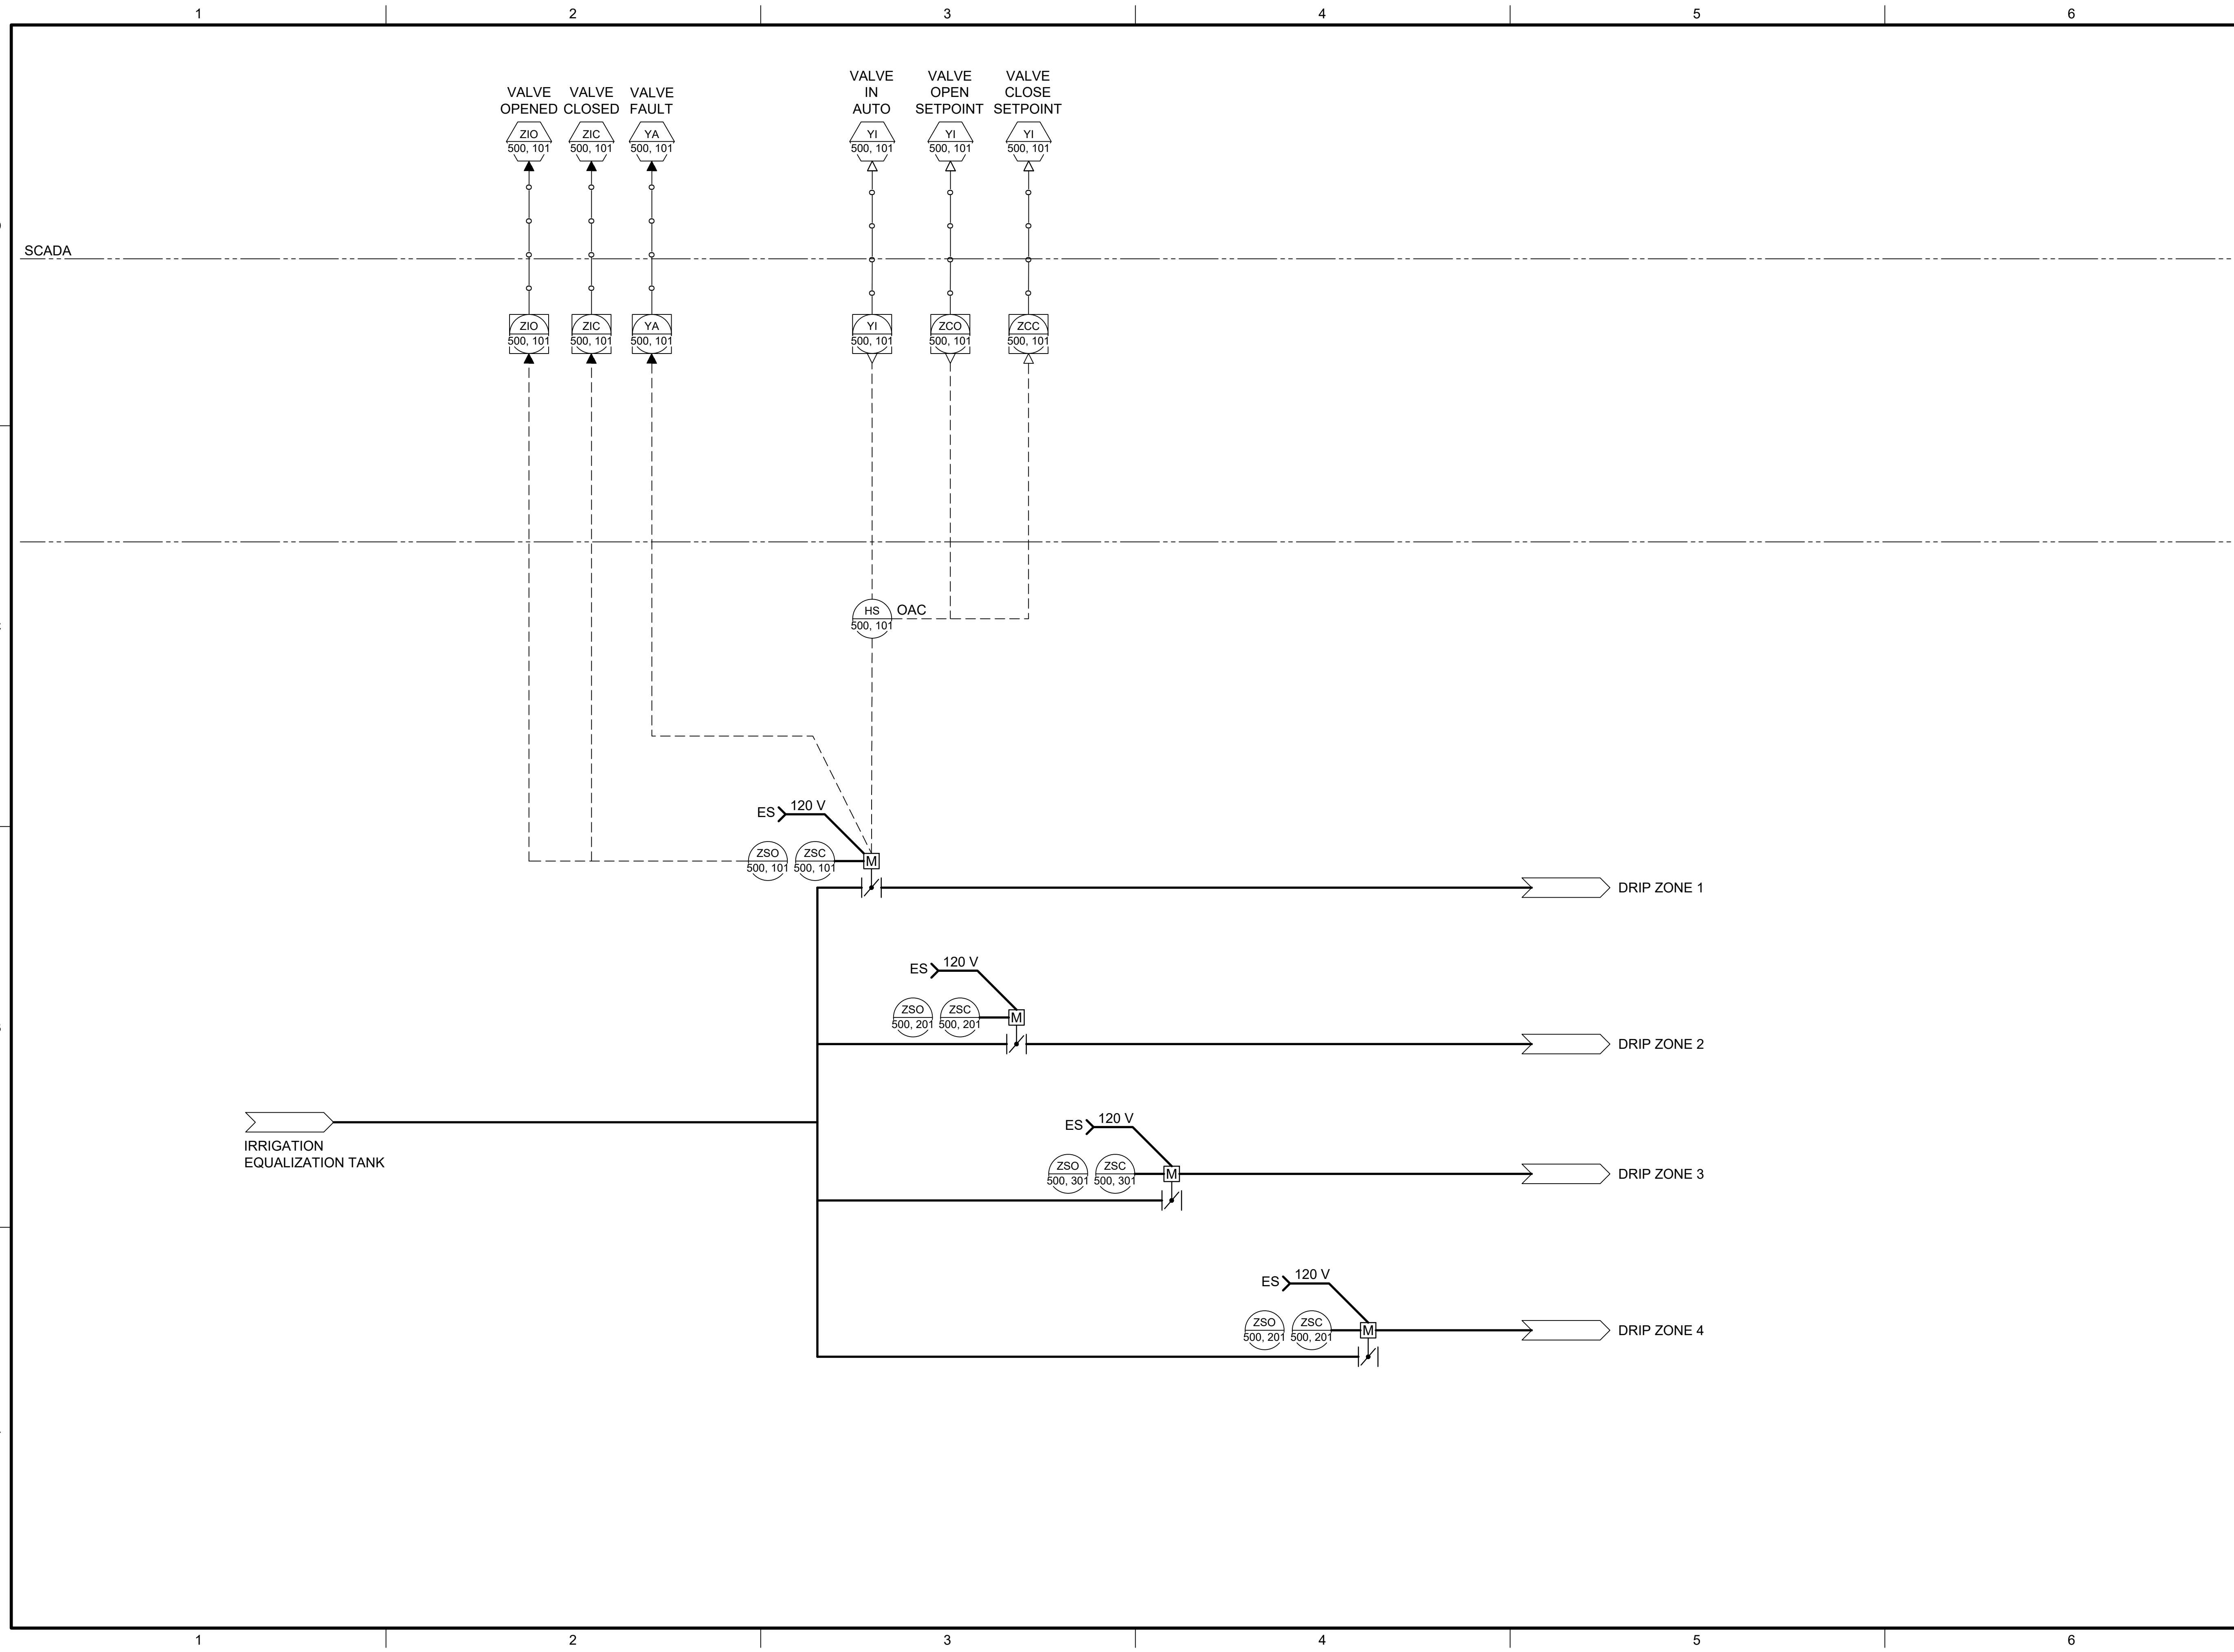 1 2 3 4 5 6
VALVE OPENED
VALVE CLOSED
VALVE FAULT
VALVE IN AUTO
VALVE OPEN SETPOINT
VALVE CLOSE SETPOINT
ZIO 500, 101
ZIC 500, 101
YA 500, 101
YI 500, 101
YI 500, 101
YI 500, 101
SCADA
ZIO 500, 101
ZIC 500, 101
YA 500, 101
YI 500, 101
ZCO 500, 101
ZCC 500, 101
HS 500, 101 OAC
ES 120 V
ZSO 500, 101
ZSC 500, 101
M
DRIP ZONE 1
ES 120 V
ZSO 500, 201
ZSC 500, 201
M
DRIP ZONE 2
IRRIGATION
EQUALIZATION TANK
ES 120 V
ZSO 500, 301
ZSC 500, 301
M
DRIP ZONE 3
ES 120 V
ZSO 500, 201
ZSC 500, 201
M
DRIP ZONE 4
1 2 3 4 5 6